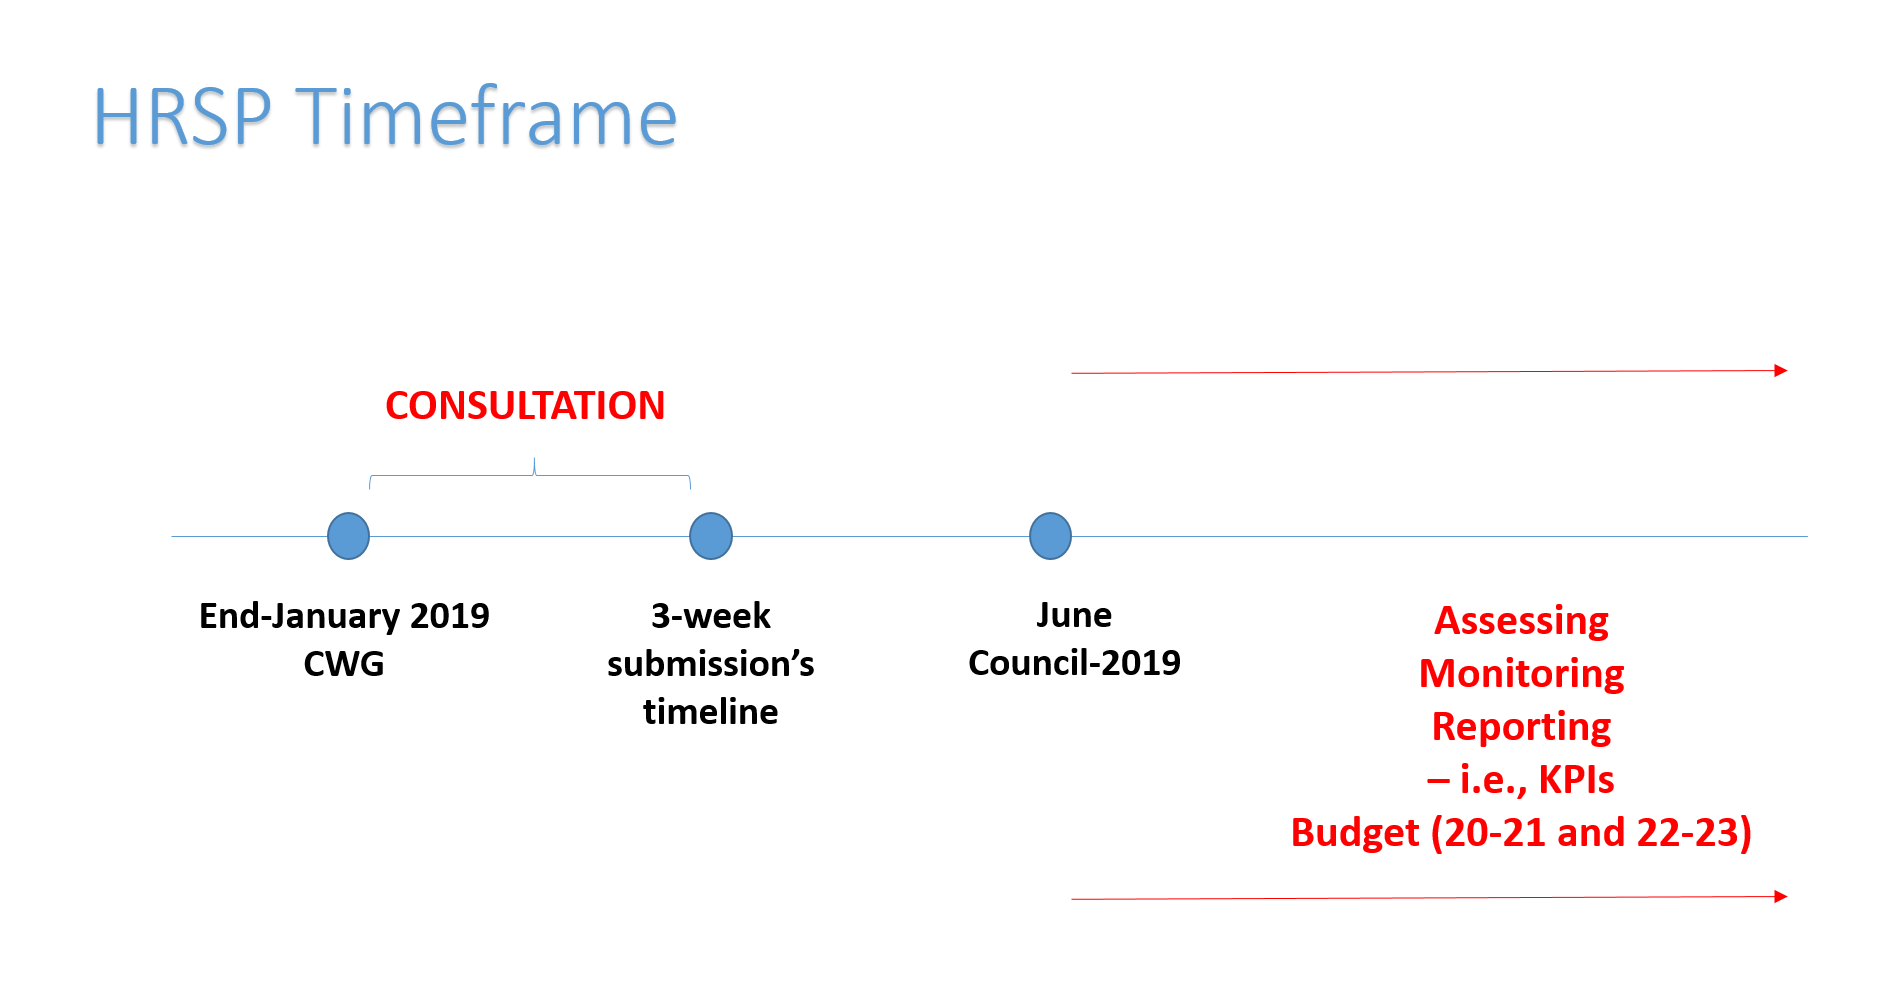 HRSP Timeframe
CONSULTATION
End-January 2019
CWG
3-week
submission’s
timeline
June
Council-2019
Assessing
Monitoring
Reporting
– i.e., KPIs
Budget (20-21 and 22-23)